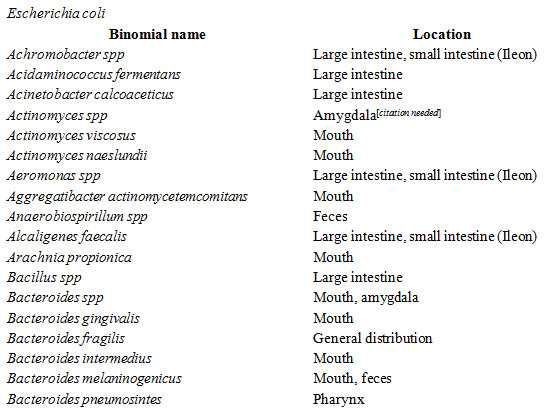 Escherichia coli
Binomial name Location
Achromobacter spp Large intestine, small intestine (Ileon)
Acidaminococcus fermentans Large intestine
Acinetobacter calcoaceticus Large intestine
Actinomyces spp Amygdala[citation needed]
Actinomyces viscosus Mouth
Actinomyces naeslundii Mouth
Aeromonas spp Large intestine, small intestine (Ileon)
Aggregatibacter actinomycetemcomitans Mouth
Anaerobiospirillum spp Feces
Alcaligenes faecalis Large intestine, small intestine (Ileon)
Arachnia propionica Mouth
Bacillus spp Large intestine
Bacteroides spp Mouth, amygdala
Bacteroides gingivalis Mouth
Bacteroides fragilis General distribution
Bacteroides intermedius Mouth
Bacteroides melaninogenicus Mouth, feces
Bacteroides pneumosintes Pharynx